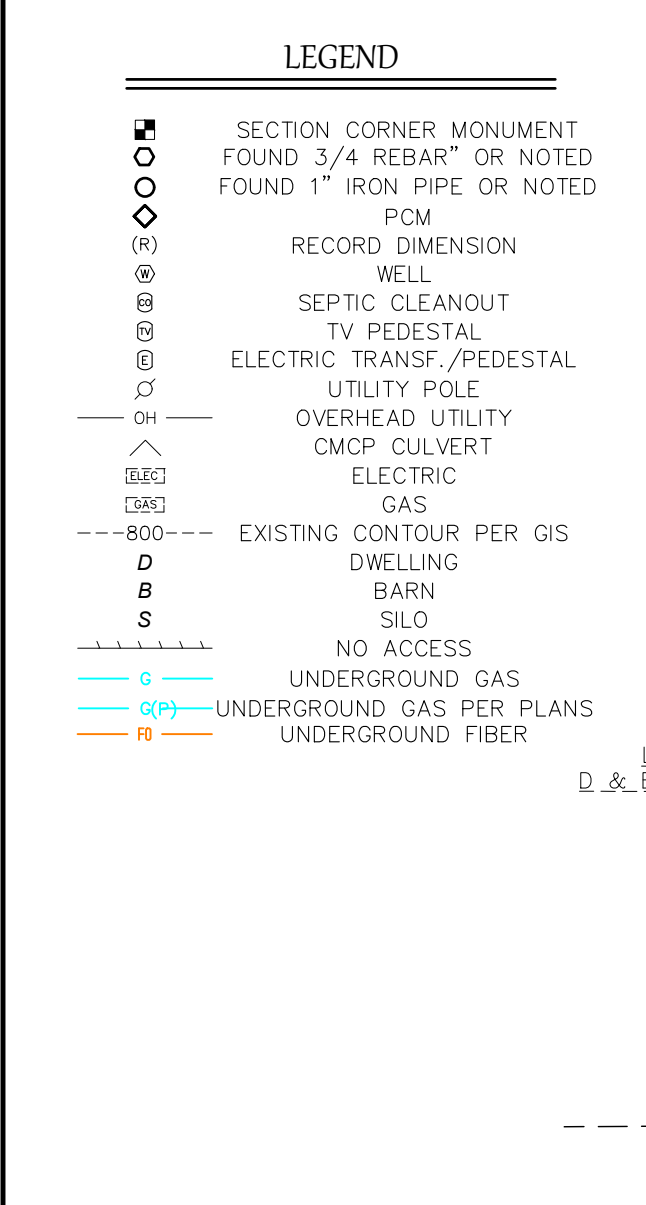 LEGEND
SECTION CORNER MONUMENT
FOUND 3/4 REBAR” OR NOTED
FOUND 1” IRON PIPE OR NOTED
PCM
(R) RECORD DIMENSION
W WELL
CO SEPTIC CLEANOUT
TV TV PEDESTAL
E ELECTRIC TRANSF./PEDESTAL
UTILITY POLE
OH OVERHEAD UTILITY
CMCP CULVERT
ELEC ELECTRIC
GAS GAS
---800--- EXISTING CONTOUR PER GIS
D DWELLING
B BARN
S SILO
NO ACCESS
G UNDERGROUND GAS
G(P) UNDERGROUND GAS PER PLANS
FO UNDERGROUND FIBER
D &